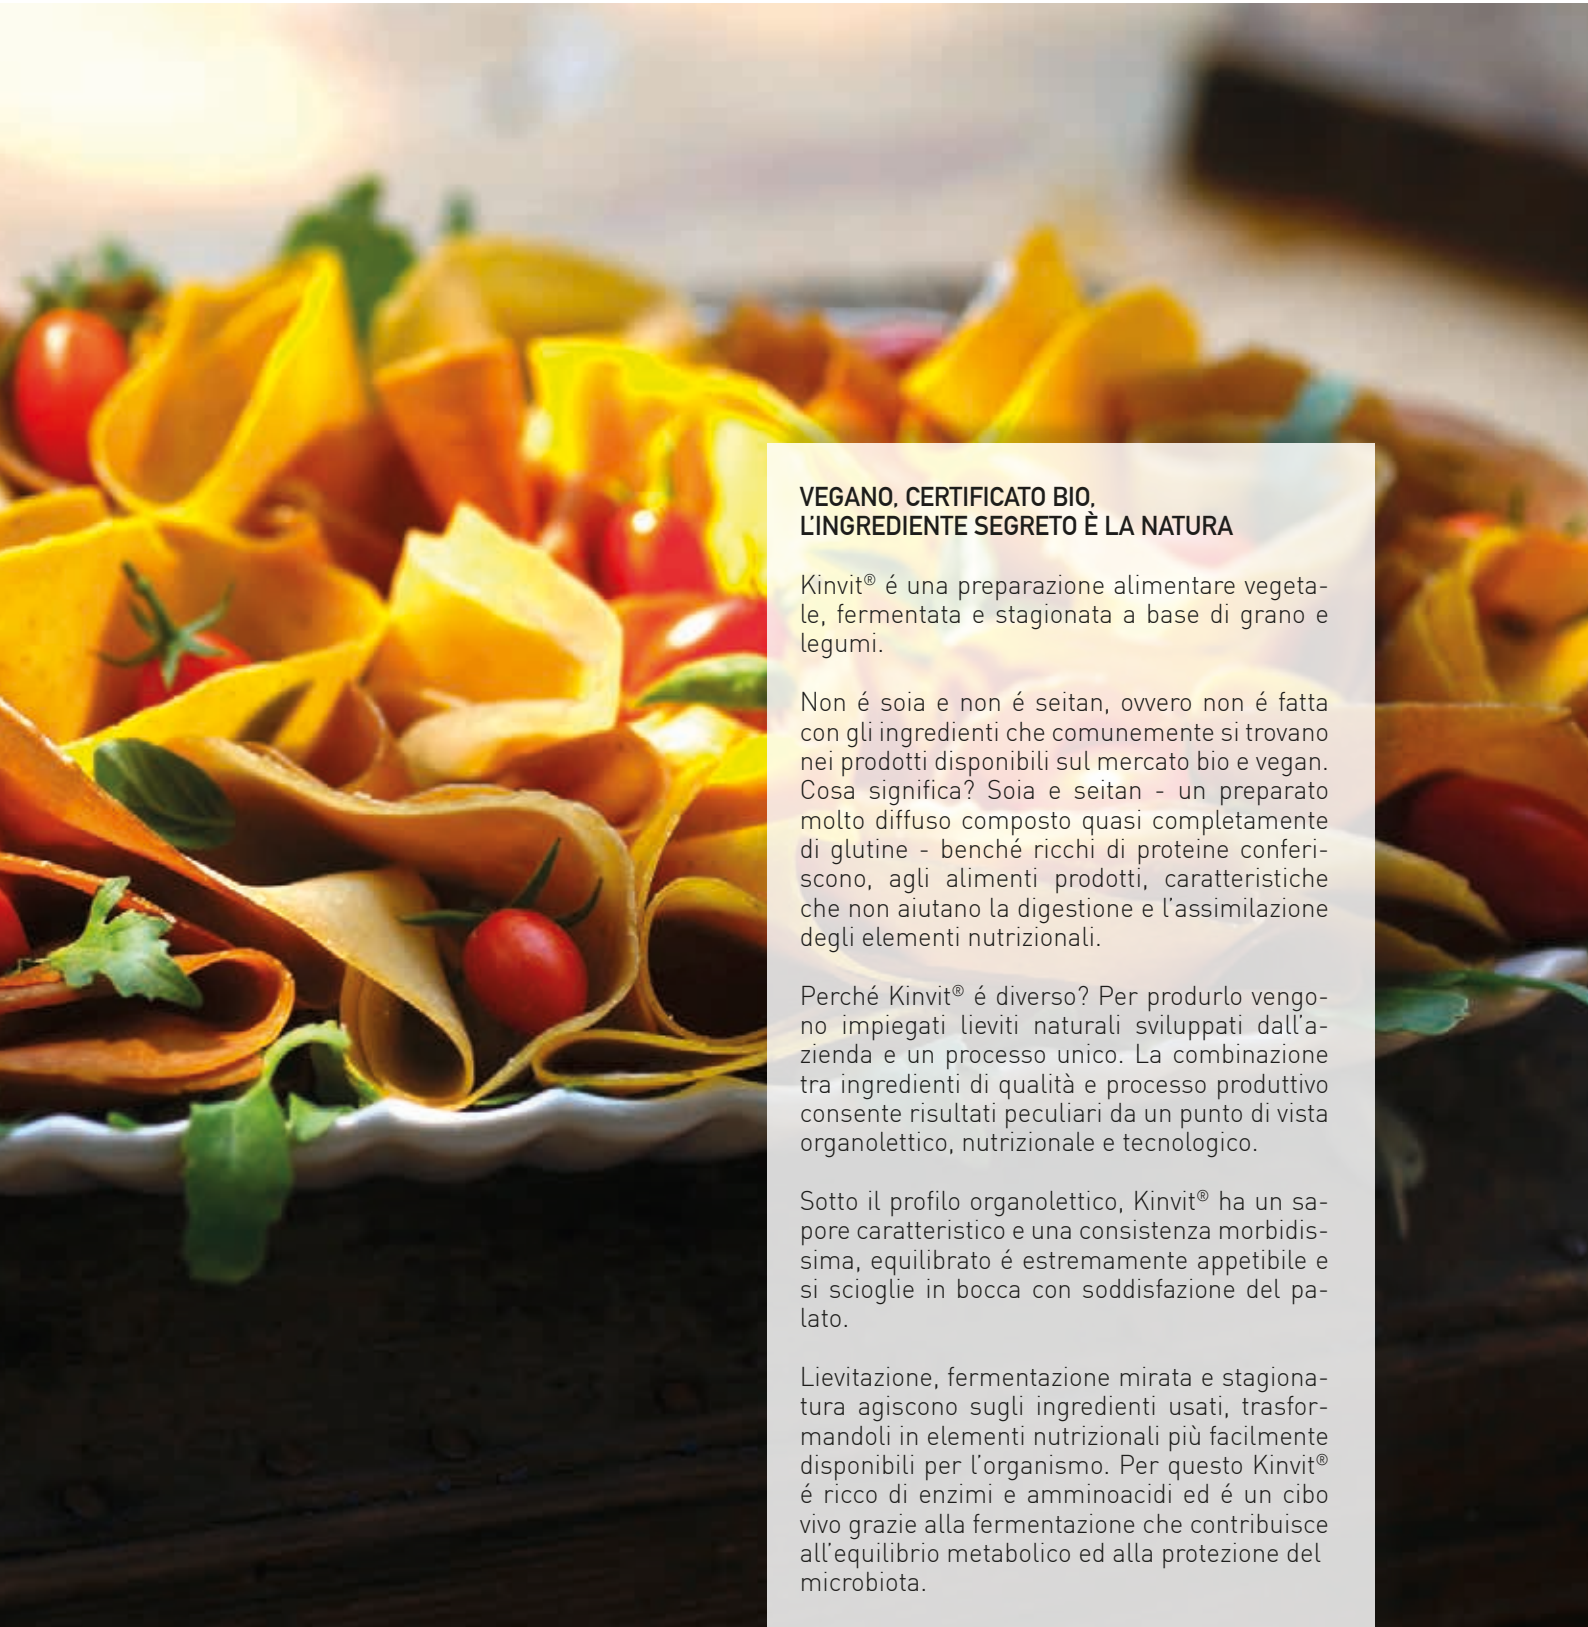 VEGANO, CERTIFICATO BIO,
L'INGREDIENTE SEGRETO È LA NATURA
Kinvit® é una preparazione alimentare vegeta-
le, fermentata e stagionata a base di grano e
legumi.
Non é soia e non é seitan, ovvero non é fatta
con gli ingredienti che comunemente si trovano
nei prodotti disponibili sul mercato bio e vegan.
Cosa significa? Soia e seitan - un preparato
molto diffuso composto quasi completamente
di glutine - benché ricchi di proteine conferi-
scono, agli alimenti prodotti, caratteristiche
che non aiutano la digestione e l'assimilazione
degli elementi nutrizionali.
Perché Kinvit® é diverso? Per produrlo vengo-
no impiegati lieviti naturali sviluppati dall'a-
zienda e un processo unico. La combinazione
tra ingredienti di qualità e processo produttivo
consente risultati peculiari da un punto di vista
organolettico, nutrizionale e tecnologico.
Sotto il profilo organolettico, Kinvit® ha un sa-
pore caratteristico e una consistenza morbidis-
sima, equilibrato é estremamente appetibile e
si scioglie in bocca con soddisfazione del pa-
lato.
Lievitazione, fermentazione mirata e stagiona-
tura agiscono sugli ingredienti usati, trasfor-
mandoli in elementi nutrizionali più facilmente
disponibili per l'organismo. Per questo Kinvit®
é ricco di enzimi e amminoacidi ed é un cibo
vivo grazie alla fermentazione che contribuisce
all'equilibrio metabolico ed alla protezione del
microbiota.